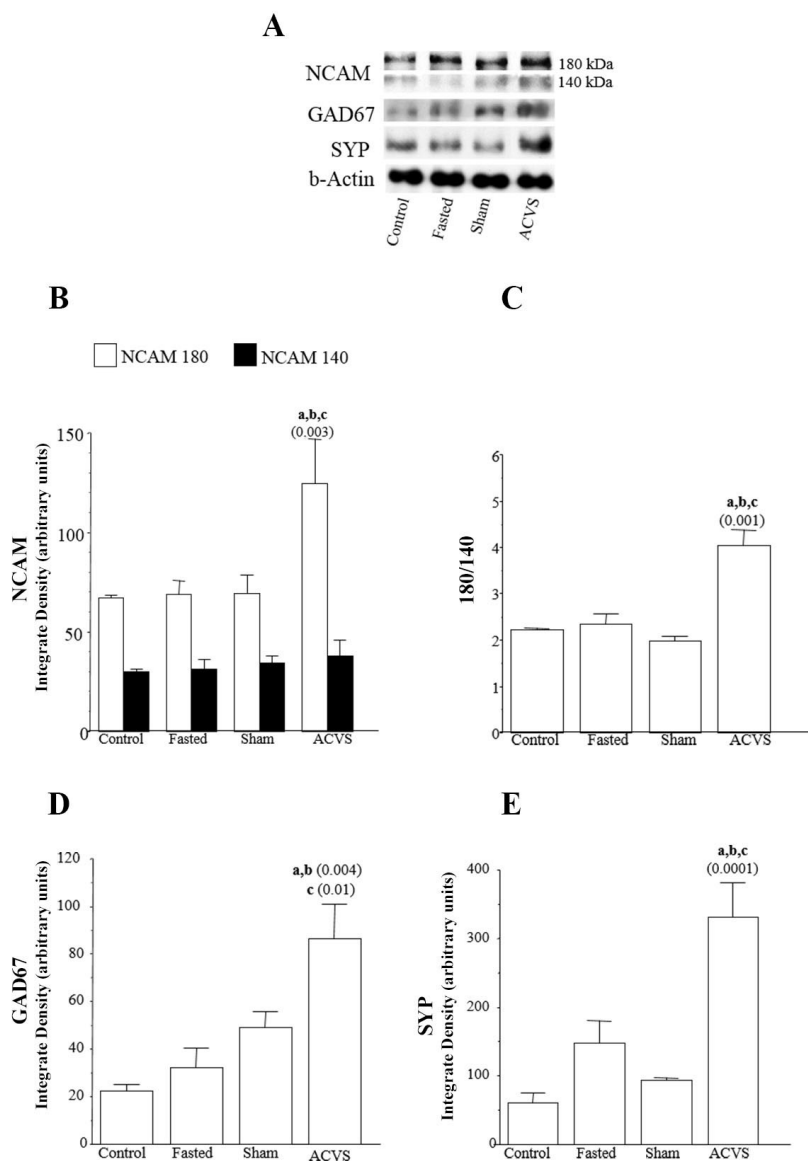 A
NCAM
180 kDa
140 kDa
GAD67
SYP
b-Actin
Control Fasted Sham ACVS
B
NCAM 180 NCAM 140
NCAM
Integrate Density (arbitrary units)
150
100
50
0
a,b,c
(0.003)
Control Fasted Sham ACVS
C
180/140
6
5
4
3
2
1
0
a,b,c
(0.001)
Control Fasted Sham ACVS
D
GAD67
Integrate Density (arbitrary units)
120
100
80
60
40
20
0
a,b (0.004)
c (0.01)
Control Fasted Sham ACVS
E
SYP
Integrate Density (arbitrary units)
400
300
200
100
0
a,b,c
(0.0001)
Control Fasted Sham ACVS